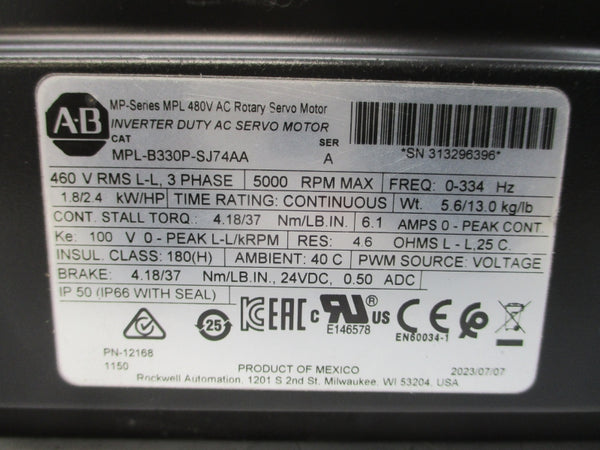 A-B
MP-Series MPL 480V AC Rotary Servo Motor
INVERTER DUTY AC SERVO MOTOR
CAT SER
MPL-B330P-SJ74AA A
*SN 313296396*
460 V RMS L-L, 3 PHASE 5000 RPM MAX FREQ: 0-334 Hz
1.8/2.4 kW/HP TIME RATING: CONTINUOUS Wt. 5.6/13.0 kg/lb
CONT. STALL TORQ. 4.18/37 Nm/LB.IN. 6.1 AMPS 0 - PEAK CONT.
Ke: 100 V 0 - PEAK L-L/kRPM RES: 4.6 OHMS L - L,25 C.
INSUL. CLASS: 180(H) AMBIENT: 40 C PWM SOURCE: VOLTAGE
BRAKE: 4.18/37 Nm/LB.IN., 24VDC, 0.50 ADC
IP 50 (IP66 WITH SEAL)
25 EAC c UR ® US CE
E146578 EN60034-1
PN-12168
1150
PRODUCT OF MEXICO 2023/07/07
Rockwell Automation, 1201 S 2nd St. Milwaukee, WI 53204, USA